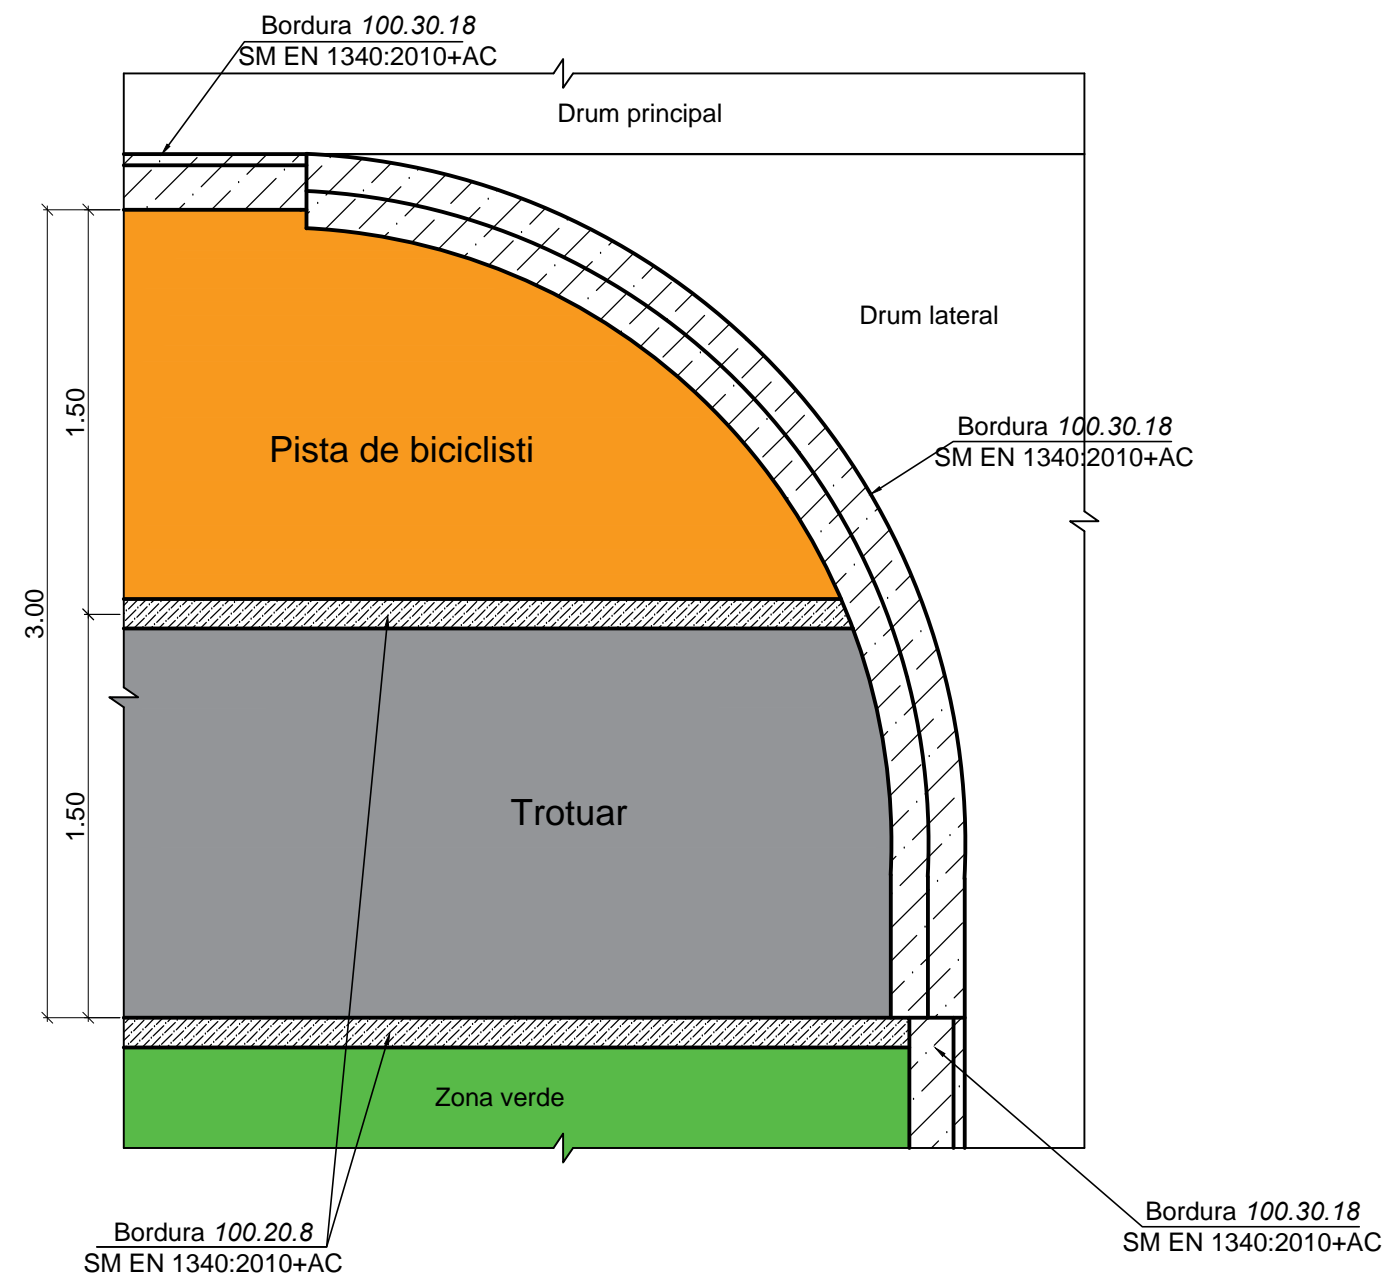 Bordura 100.30.18
SM EN 1340:2010+AC
Drum principal
Drum lateral
1.50
Pista de biciclisti
Bordura 100.30.18
SM EN 1340:2010+AC
3.00
1.50
Trotuar
Zona verde
Bordura 100.20.8
SM EN 1340:2010+AC
Bordura 100.30.18
SM EN 1340:2010+AC